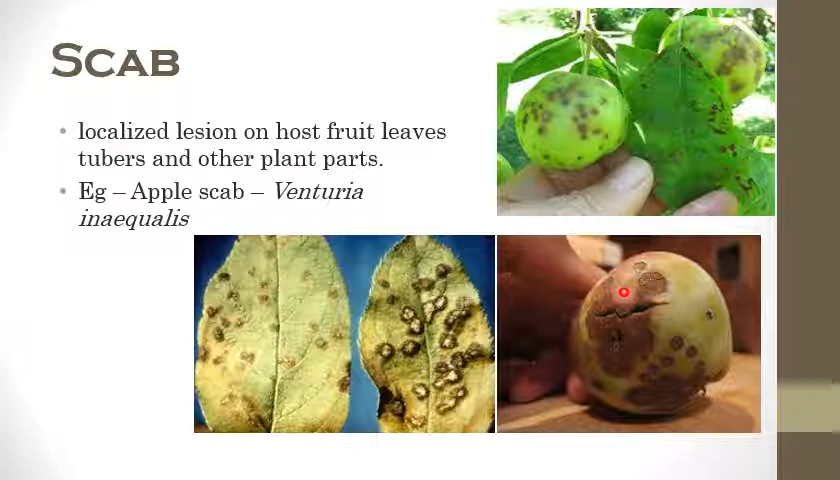 Scab
• localized lesion on host fruit leaves
tubers and other plant parts.
• Eg – Apple scab – Venturia
inaequalis